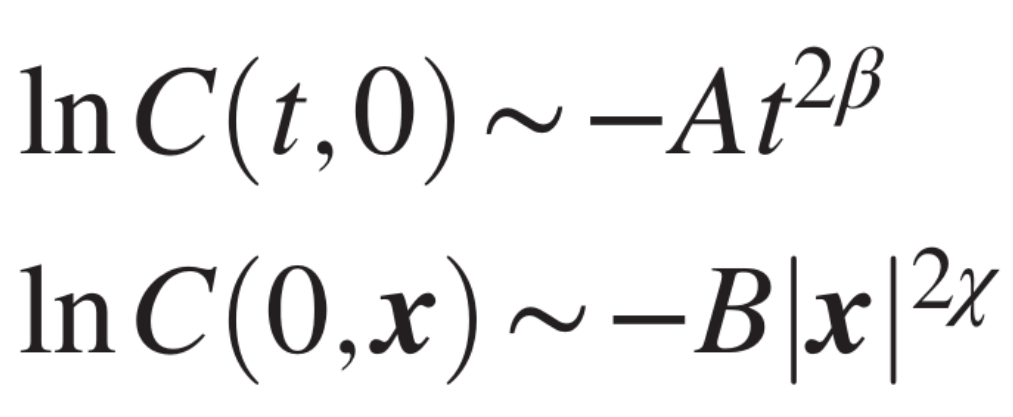 ln C(t,0) ~ −At^{2β}
ln C(0,x) ~ −B|x|^{2χ}